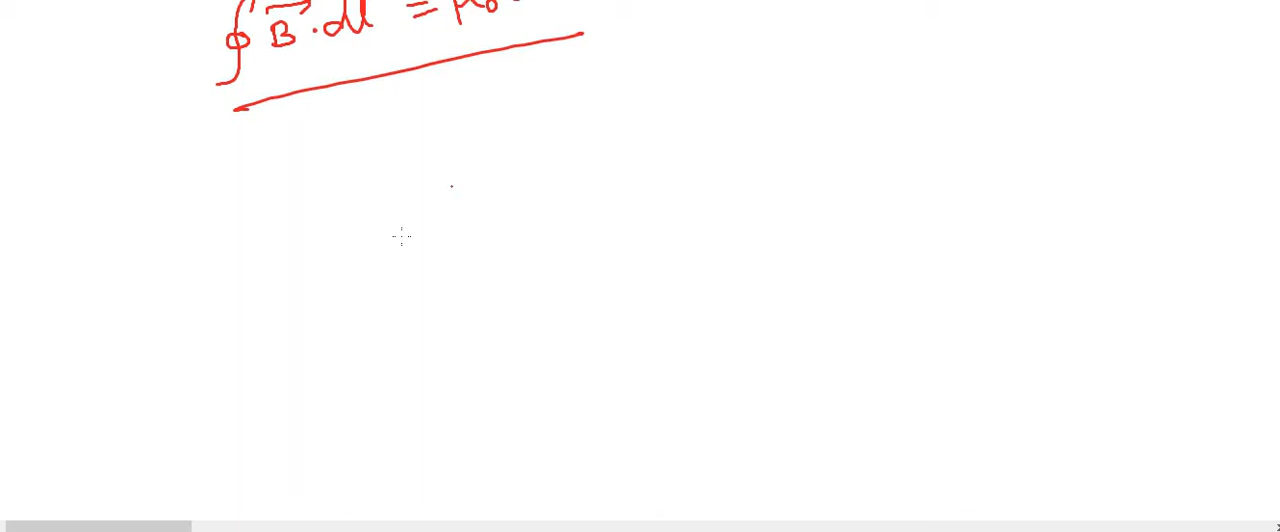 ∮ B⃗ · dl = μ₀